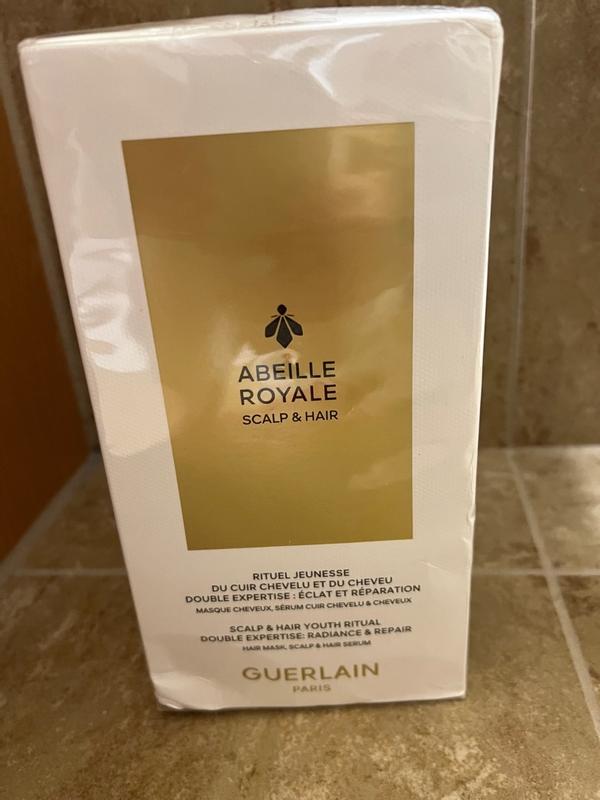 ABEILLE
ROYALE
SCALP & HAIR
RITUEL JEUNESSE
DU CUIR CHEVELU ET DU CHEVEU
DOUBLE EXPERTISE : ÉCLAT ET RÉPARATION
MASQUE CHEVEUX, SÉRUM CUIR CHEVELU & CHEVEUX
SCALP & HAIR YOUTH RITUAL
DOUBLE EXPERTISE: RADIANCE & REPAIR
HAIR MASK, SCALP & HAIR SERUM
GUERLAIN
PARIS